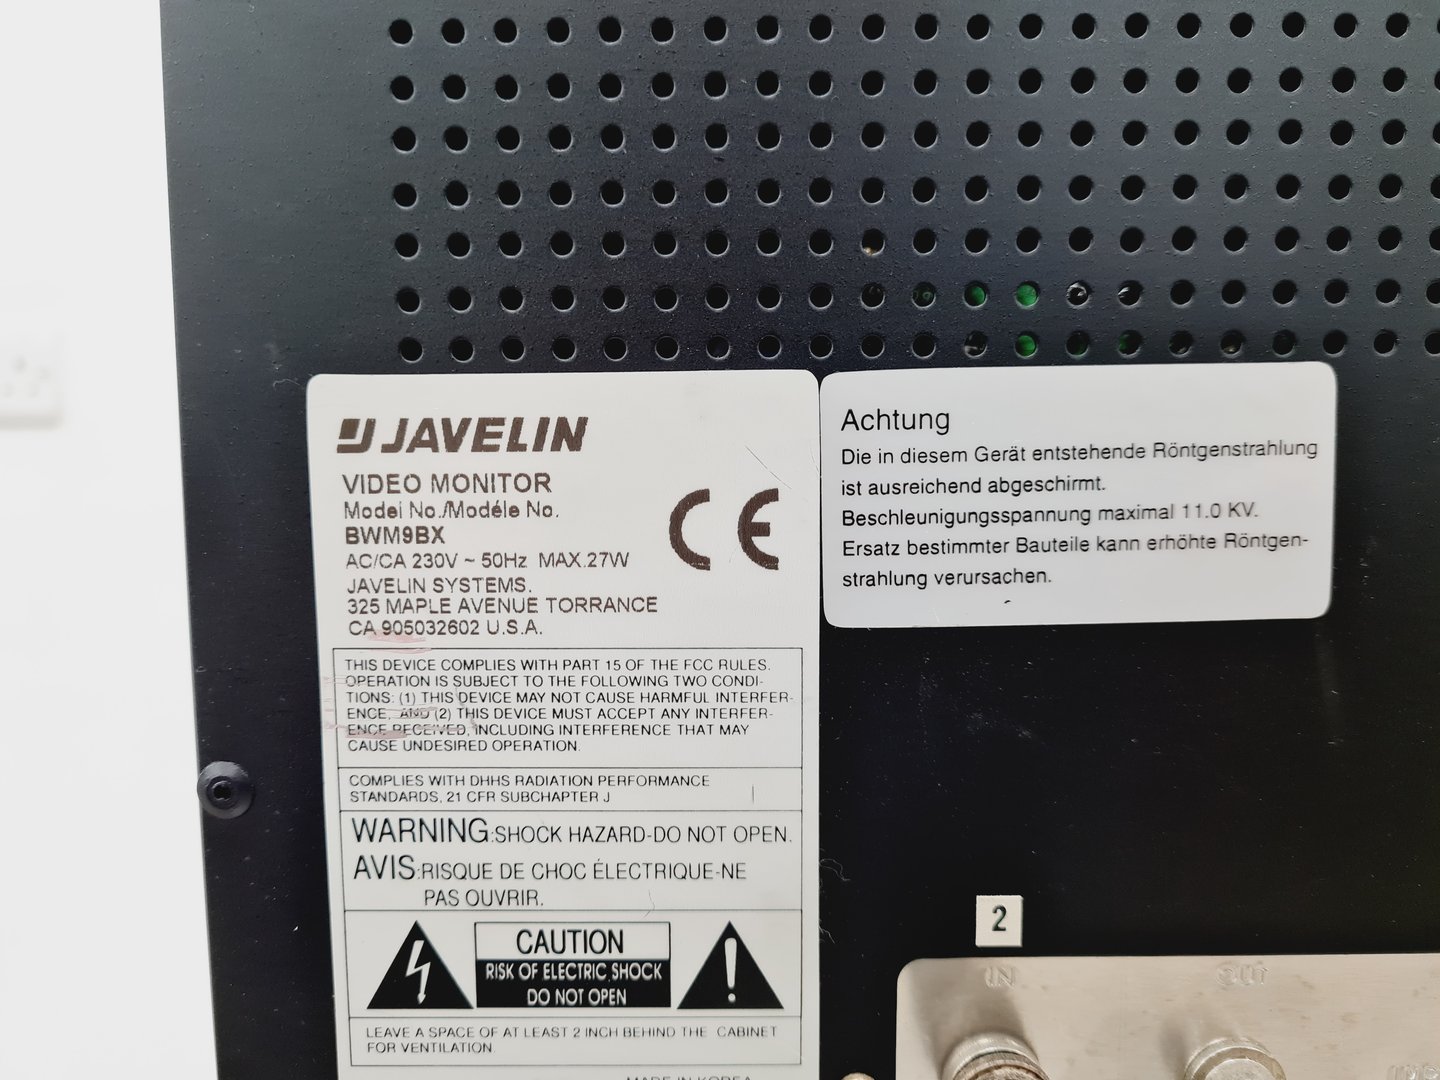 JAVELIN
VIDEO MONITOR
Model No./Modéle No.
BWM9BX
AC/CA 230V ~ 50Hz MAX.27W
JAVELIN SYSTEMS.
325 MAPLE AVENUE TORRANCE
CA 905032602 U.S.A.
CE
THIS DEVICE COMPLIES WITH PART 15 OF THE FCC RULES.
OPERATION IS SUBJECT TO THE FOLLOWING TWO CONDI-
TIONS: (1) THIS DEVICE MAY NOT CAUSE HARMFUL INTERFER-
ENCE, AND (2) THIS DEVICE MUST ACCEPT ANY INTERFER-
ENCE RECEIVED, INCLUDING INTERFERENCE THAT MAY
CAUSE UNDESIRED OPERATION.
COMPLIES WITH DHHS RADIATION PERFORMANCE
STANDARDS, 21 CFR SUBCHAPTER J
WARNING:SHOCK HAZARD-DO NOT OPEN.
AVIS:RISQUE DE CHOC ÉLECTRIQUE-NE
PAS OUVRIR.
CAUTION
RISK OF ELECTRIC SHOCK
DO NOT OPEN
LEAVE A SPACE OF AT LEAST 2 INCH BEHIND THE CABINET
FOR VENTILATION.
MADE IN KOREA
Achtung
Die in diesem Gerät entstehende Röntgenstrahlung
ist ausreichend abgeschirmt.
Beschleunigungsspannung maximal 11.0 KV.
Ersatz bestimmter Bauteile kann erhöhte Röntgen-
strahlung verursachen.
2
IN OUT